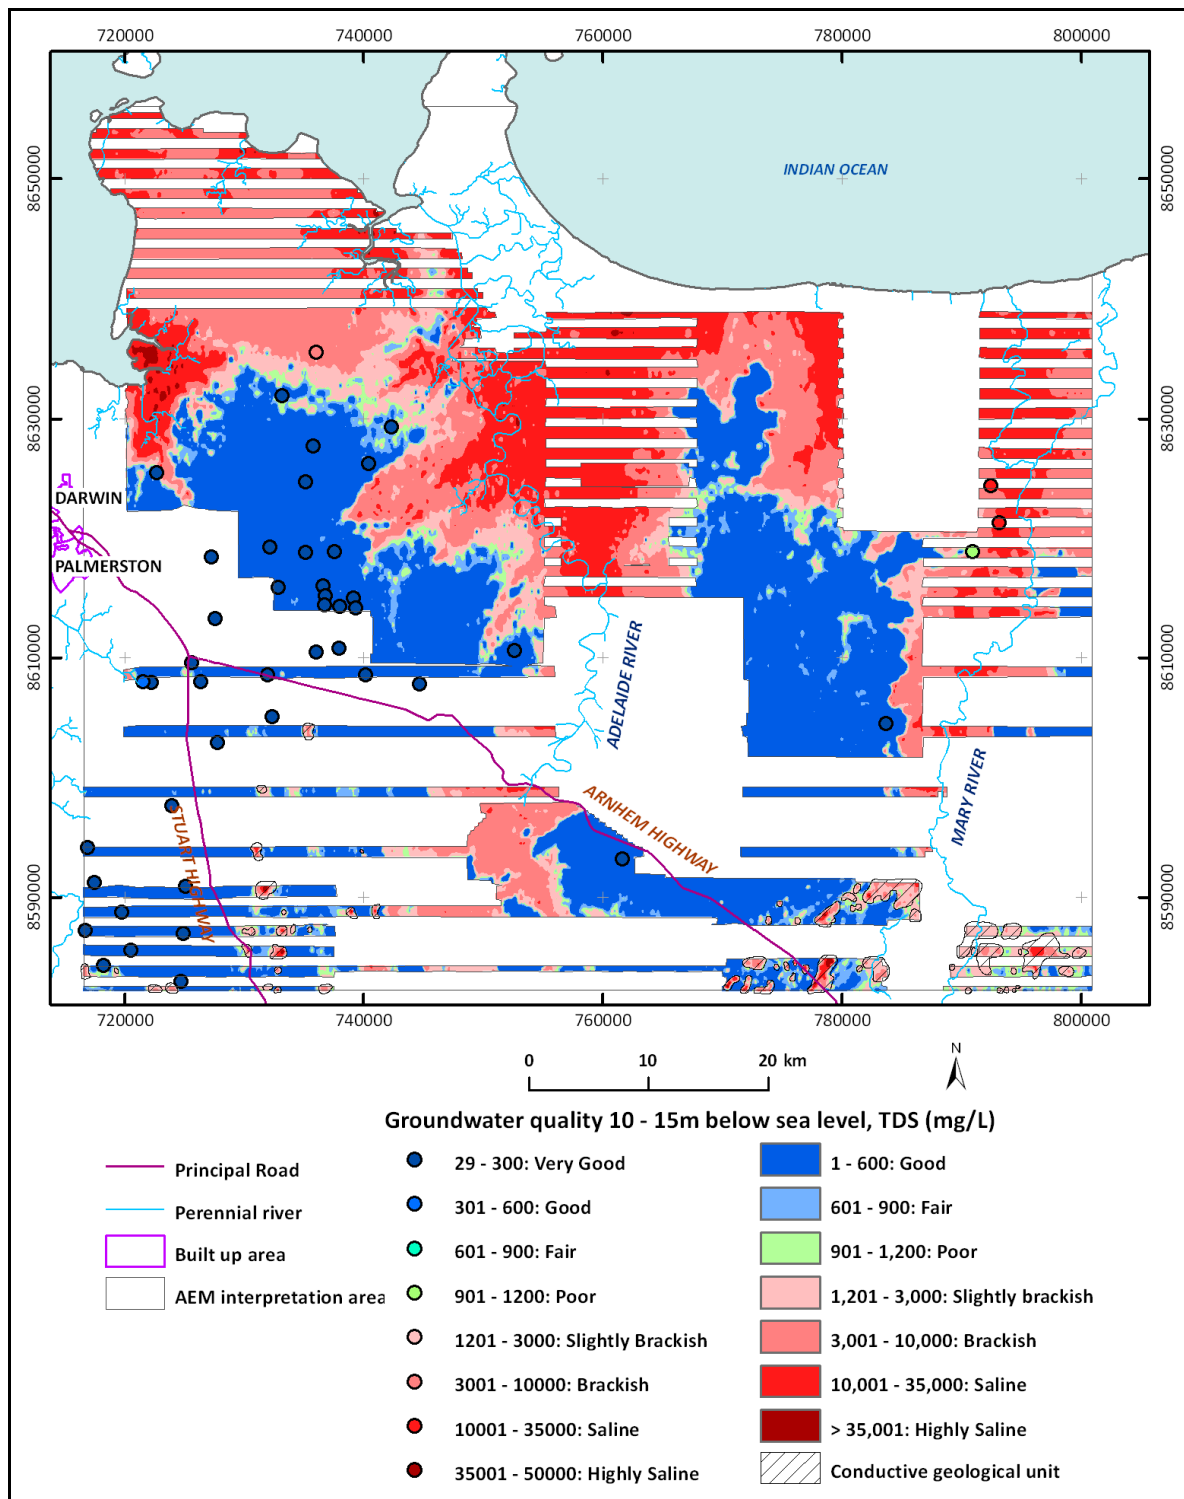 720000 740000 760000 780000 800000
8650000 8650000
INDIAN OCEAN
8630000 8630000
DARWIN
PALMERSTON
8610000 8610000
ADELAIDE RIVER
MARY RIVER
ARNHEM HIGHWAY
STUART HIGHWAY
8590000 8590000
720000 740000 760000 780000 800000
0 10 20 km
N
Groundwater quality 10 - 15m below sea level, TDS (mg/L)
Principal Road
Perennial river
Built up area
AEM interpretation area
29 - 300: Very Good
301 - 600: Good
601 - 900: Fair
901 - 1200: Poor
1201 - 3000: Slightly Brackish
3001 - 10000: Brackish
10001 - 35000: Saline
35001 - 50000: Highly Saline
1 - 600: Good
601 - 900: Fair
901 - 1,200: Poor
1,201 - 3,000: Slightly brackish
3,001 - 10,000: Brackish
10,001 - 35,000: Saline
> 35,001: Highly Saline
Conductive geological unit